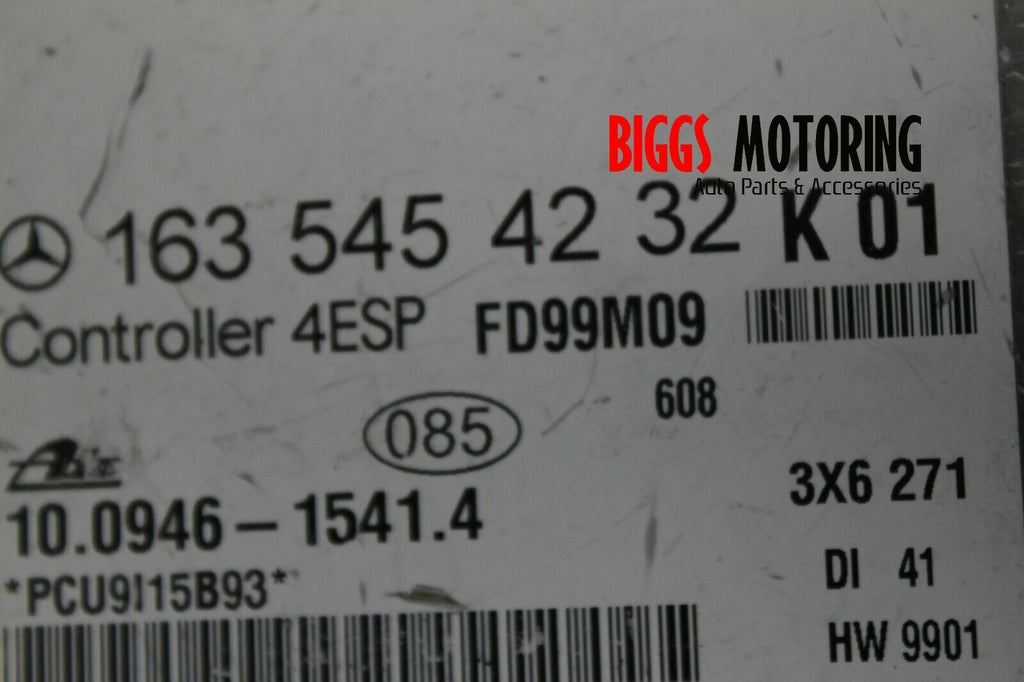 BIGGS MOTORING
Auto Parts & Accessories
163 545 42 32 K 01
Controller 4ESP FD99M09
608
085
Ate
3X6 271
10.0946-1541.4
DI 41
*PCU9I15B93*
HW 9901